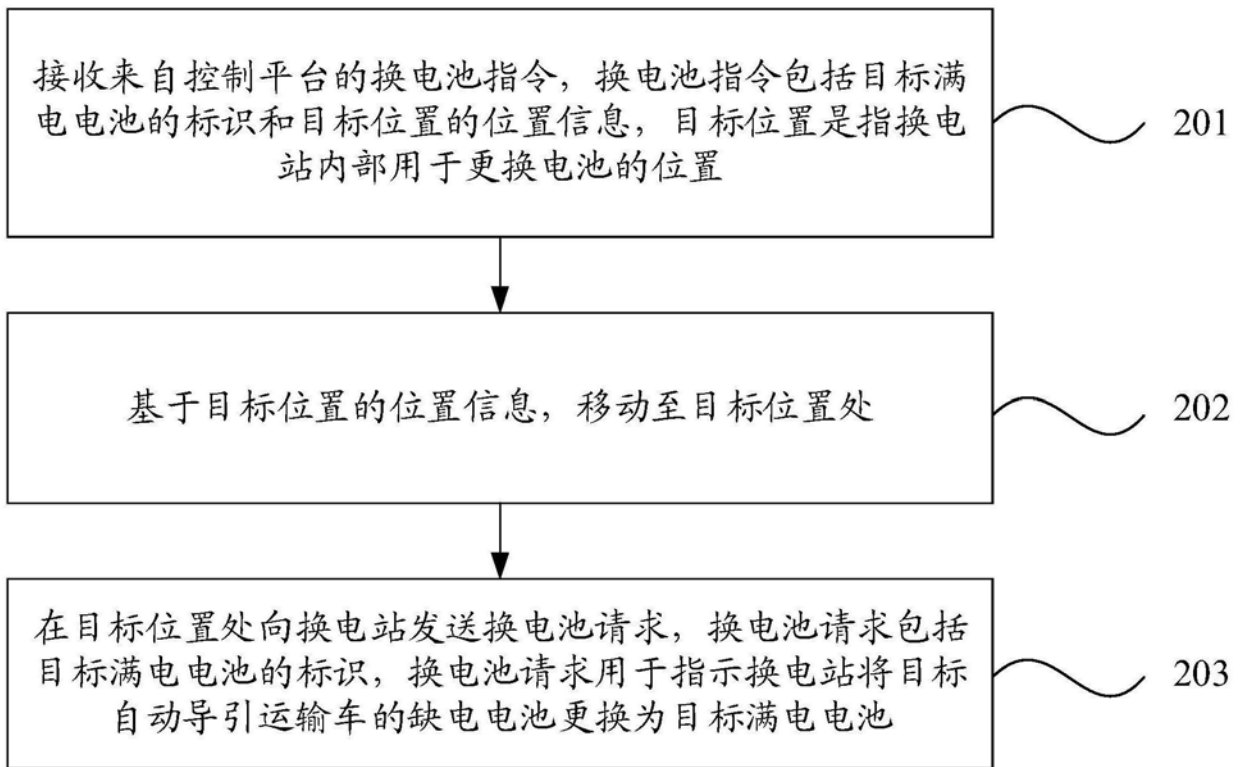 接收来自控制平台的换电池指令，换电池指令包括目标满
电电池的标识和目标位置的位置信息，目标位置是指换电
站内部用于更换电池的位置
201
基于目标位置的位置信息，移动至目标位置处
202
在目标位置处向换电站发送换电池请求，换电池请求包括
目标满电电池的标识，换电池请求用于指示换电站将目标
自动导引运输车的缺电电池更换为目标满电电池
203